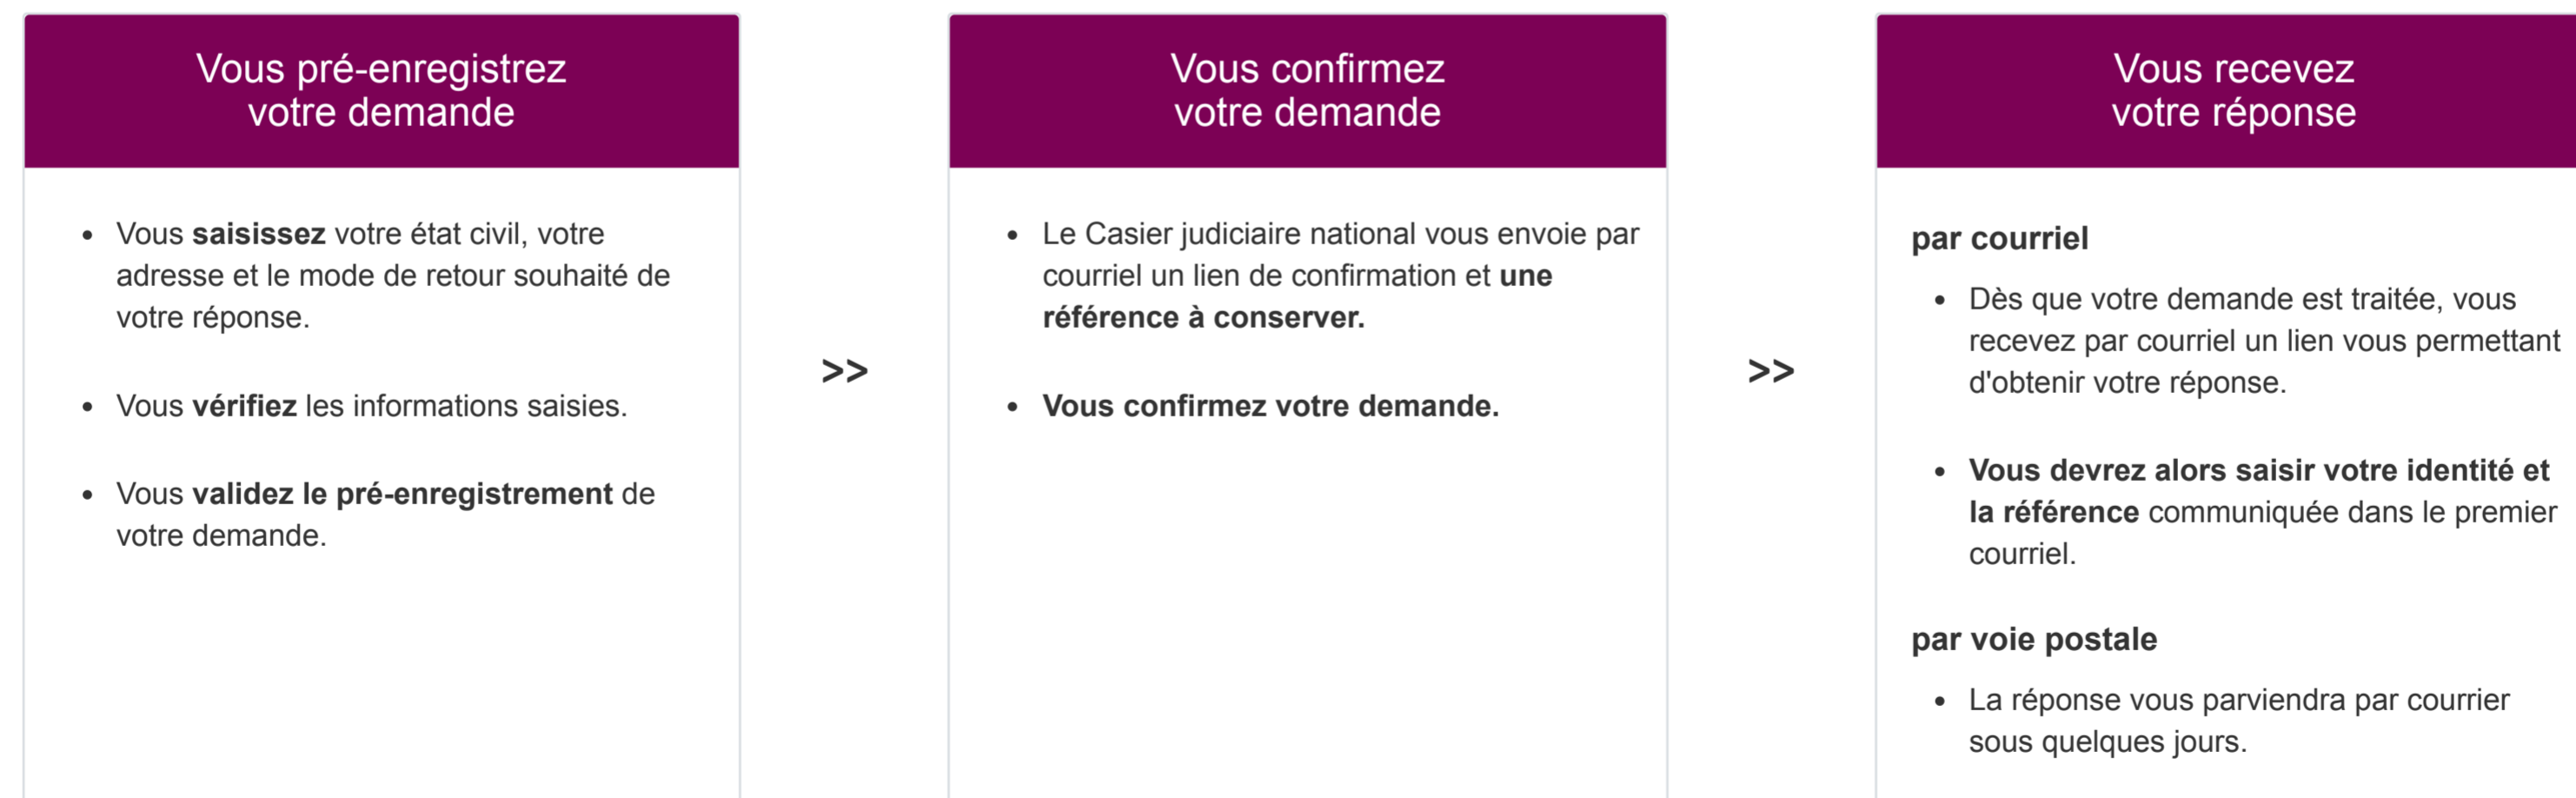 Vous pré-enregistrez
votre demande
• Vous saisissez votre état civil, votre
adresse et le mode de retour souhaité de
votre réponse.
• Vous vérifiez les informations saisies.
• Vous validez le pré-enregistrement de
votre demande.
>>
Vous confirmez
votre demande
• Le Casier judiciaire national vous envoie par
courriel un lien de confirmation et une
référence à conserver.
• Vous confirmez votre demande.
>>
Vous recevez
votre réponse
par courriel
• Dès que votre demande est traitée, vous
recevez par courriel un lien vous permettant
d'obtenir votre réponse.
• Vous devrez alors saisir votre identité et
la référence communiquée dans le premier
courriel.
par voie postale
• La réponse vous parviendra par courrier
sous quelques jours.